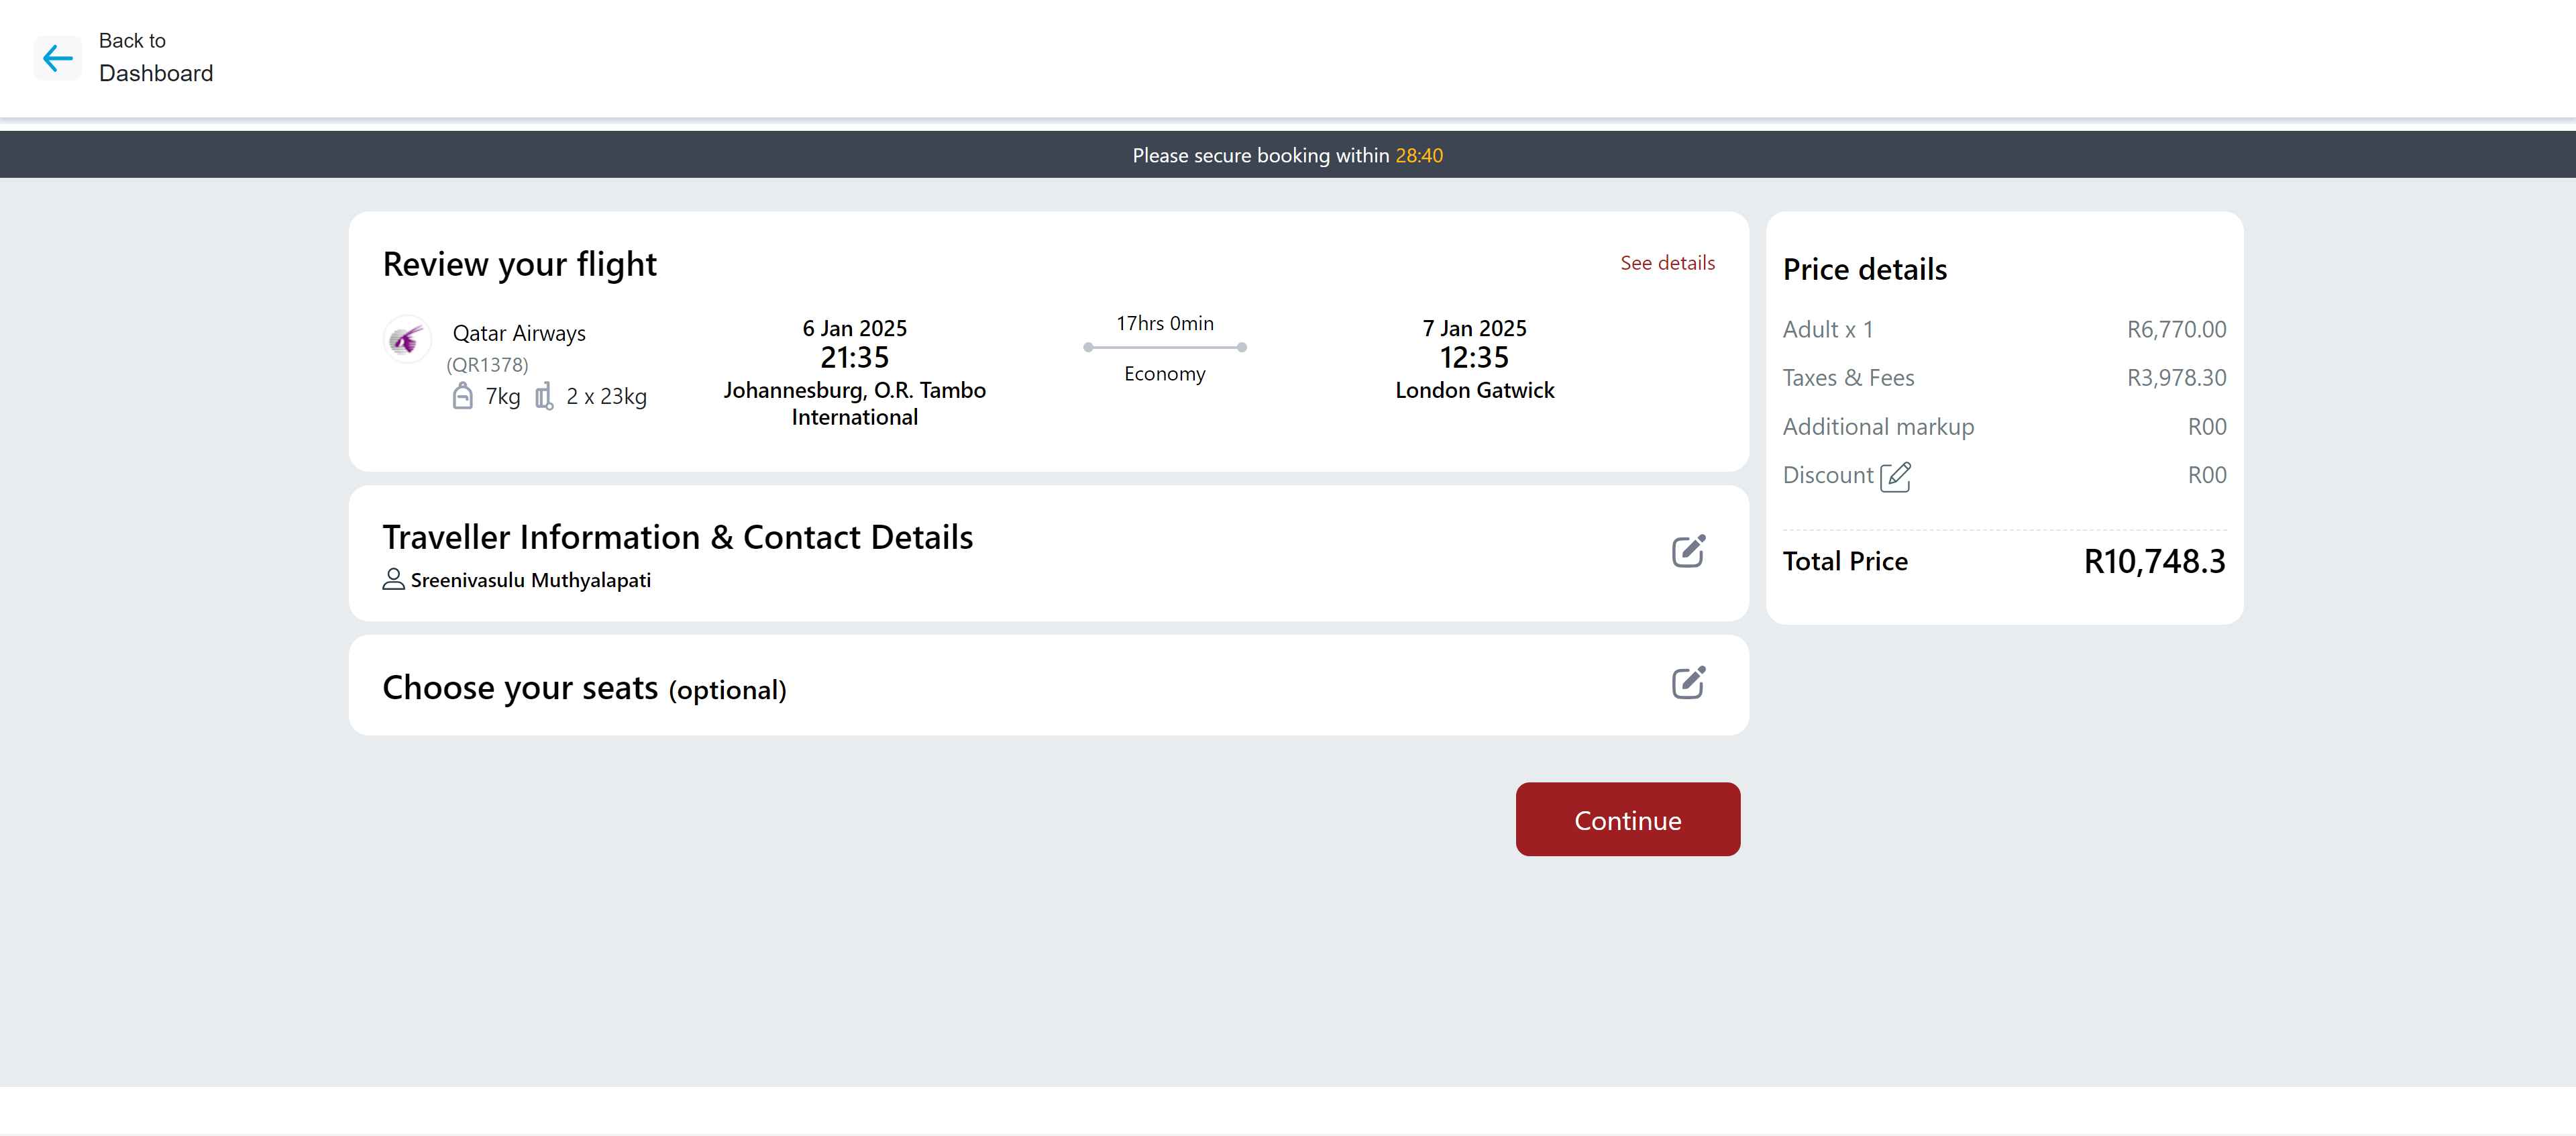 Back to
Dashboard
Please secure booking within 28:40
Review your flight
See details
Qatar Airways
(QR1378)
7kg 2 x 23kg
6 Jan 2025
21:35
Johannesburg, O.R. Tambo
International
17hrs 0min
Economy
7 Jan 2025
12:35
London Gatwick
Traveller Information & Contact Details
Sreenivasulu Muthyalapati
Choose your seats (optional)
Continue
Price details
Adult x 1 R6,770.00
Taxes & Fees R3,978.30
Additional markup R00
Discount R00
Total Price R10,748.3